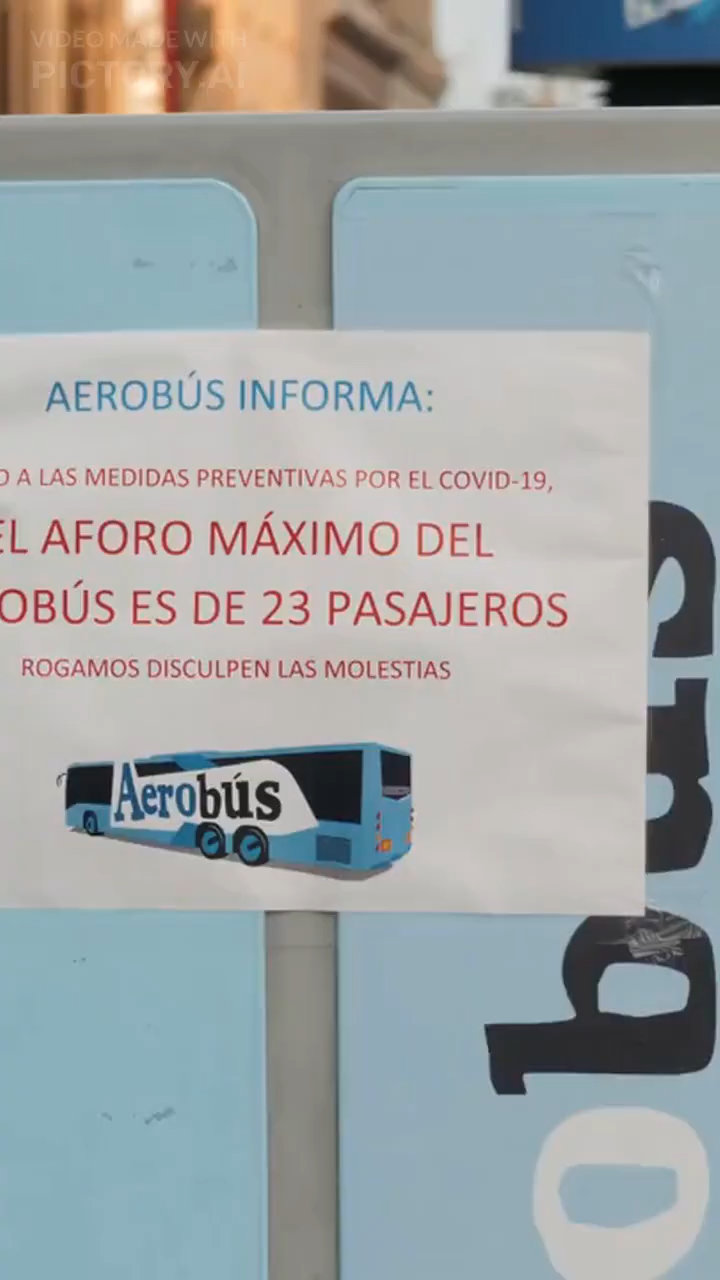 VIDEO MADE WITH
PICTORY.AI
AEROBÚS INFORMA:
O A LAS MEDIDAS PREVENTIVAS POR EL COVID-19,
EL AFORO MÁXIMO DEL
OBÚS ES DE 23 PASAJEROS
ROGAMOS DISCULPEN LAS MOLESTIAS
Aerobús
obus